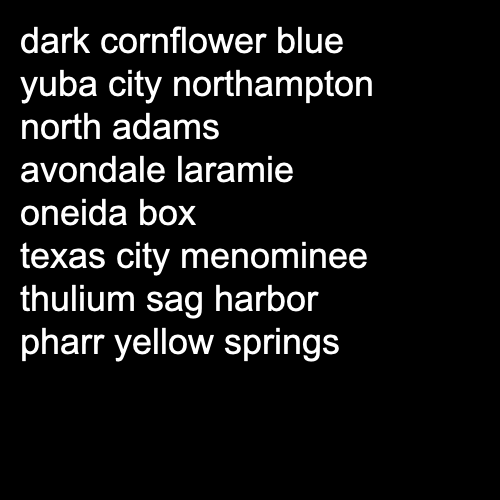 dark cornflower blue
yuba city northampton
north adams
avondale laramie
oneida box
texas city menominee
thulium sag harbor
pharr yellow springs